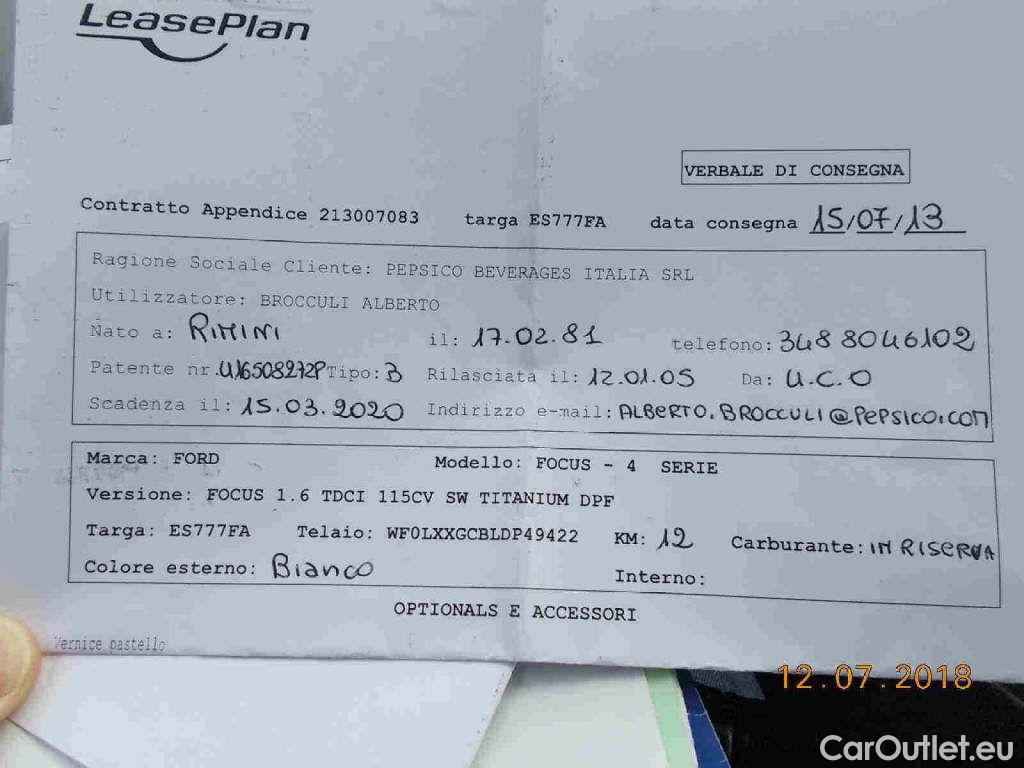 LeasePlan
VERBALE DI CONSEGNA
Contratto Appendice 213007083 targa ES777FA data consegna 15/07/13
Ragione Sociale Cliente: PEPSICO BEVERAGES ITALIA SRL
Utilizzatore: BROCCULI ALBERTO
Nato a: RIMINI il: 17.02.81 telefono: 3488046102
Patente nr. U16508272P Tipo: B Rilasciata il: 12.01.05 Da: U.C.O
Scadenza il: 15.03.2020 Indirizzo e-mail: ALBERTO.BROCCULI@PEPSICO.COM
Marca: FORD Modello: FOCUS - 4 SERIE
Versione: FOCUS 1.6 TDCI 115CV SW TITANIUM DPF
Targa: ES777FA Telaio: WF0LXXGCBLDP49422 KM: 12 Carburante: IN RISERVA
Colore esterno: Bianco Interno:
OPTIONALS E ACCESSORI
Vernice pastello
12.07.2018
CarOutlet.eu